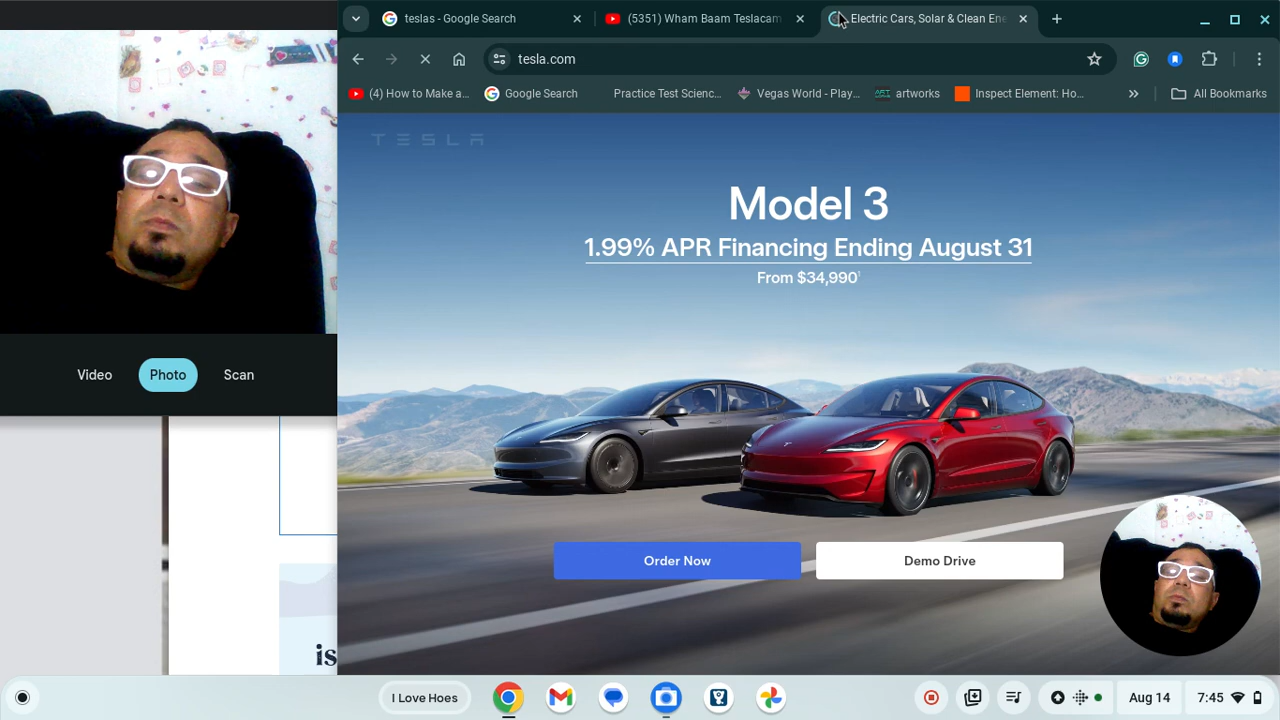 teslas - Google Search
(5351) Wham Baam Teslacam
Electric Cars, Solar & Clean Ene
tesla.com
(4) How to Make a...
Google Search
Practice Test Scienc...
Vegas World - Play...
ART
artworks
Inspect Element: Ho...
All Bookmarks
TESLA
Model 3
1.99% APR Financing Ending August 31
From $34,990¹
Order Now
Demo Drive
Video
Photo
Scan
is
I Love Hoes
Aug 14
7:45